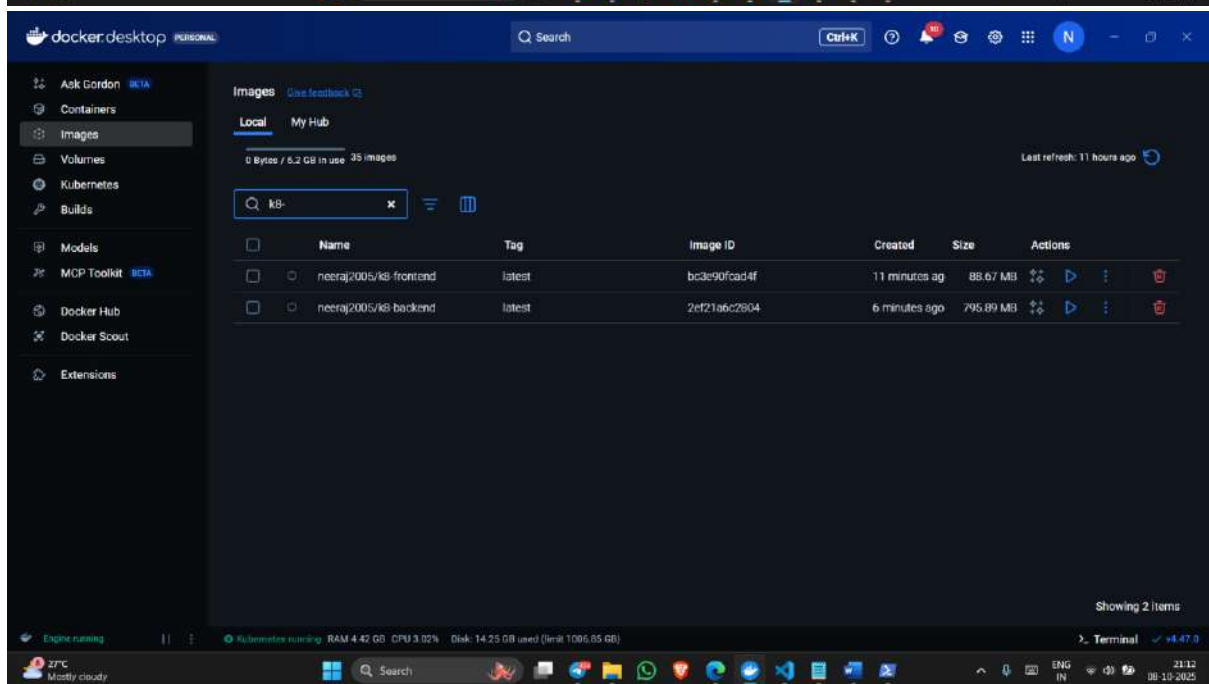 docker.desktop PERSONAL
Search
Ctrl+K
N
Ask Gordon BETA
Containers
Images
Volumes
Kubernetes
Builds
Models
MCP Toolkit BETA
Docker Hub
Docker Scout
Extensions
Images Give feedback
Local My Hub
0 Bytes / 6.2 GB in use 35 images
Last refresh: 11 hours ago
k8-
Name Tag Image ID Created Size Actions
neeraj2005/k8-frontend latest bc3e90fcad4f 11 minutes ag 88.67 MB
neeraj2005/k8-backend latest 2ef21a6c2804 6 minutes ago 795.89 MB
Showing 2 items
Engine running
Kubernetes running RAM 4.42 GB CPU 3.02% Disk: 14.25 GB used (limit 1006.85 GB)
Terminal v4.47.0
27°C
Mostly cloudy
Search
ENG
IN
21:12
08-10-2025